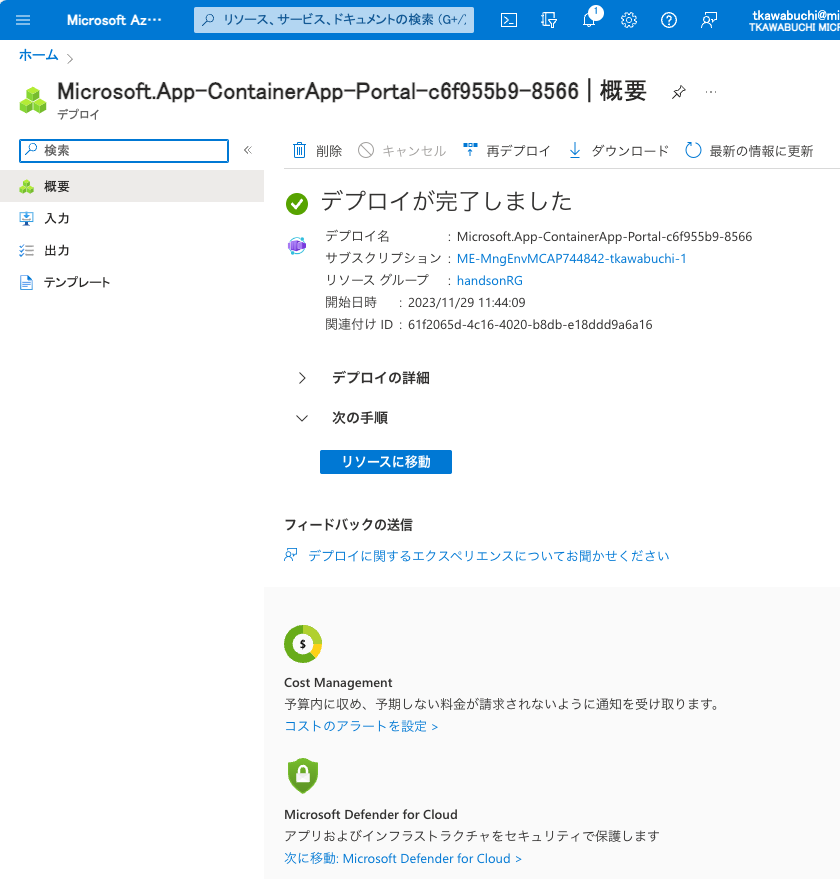 Microsoft Az…
リソース、サービス、ドキュメントの検索 (G+/)
1
tkawabuchi@mi
TKAWABUCHI MICR
ホーム >
Microsoft.App-ContainerApp-Portal-c6f955b9-8566 | 概要
デプロイ
検索
«
削除
キャンセル
再デプロイ
ダウンロード
最新の情報に更新
概要
入力
出力
テンプレート
デプロイが完了しました
デプロイ名 : Microsoft.App-ContainerApp-Portal-c6f955b9-8566
サブスクリプション : ME-MngEnvMCAP744842-tkawabuchi-1
リソース グループ : handsonRG
開始日時 : 2023/11/29 11:44:09
関連付け ID : 61f2065d-4c16-4020-b8db-e18ddd9a6a16
デプロイの詳細
次の手順
リソースに移動
フィードバックの送信
デプロイに関するエクスペリエンスについてお聞かせください
$
Cost Management
予算内に収め、予期しない料金が請求されないように通知を受け取ります。
コストのアラートを設定 >
Microsoft Defender for Cloud
アプリおよびインフラストラクチャをセキュリティで保護します
次に移動: Microsoft Defender for Cloud >